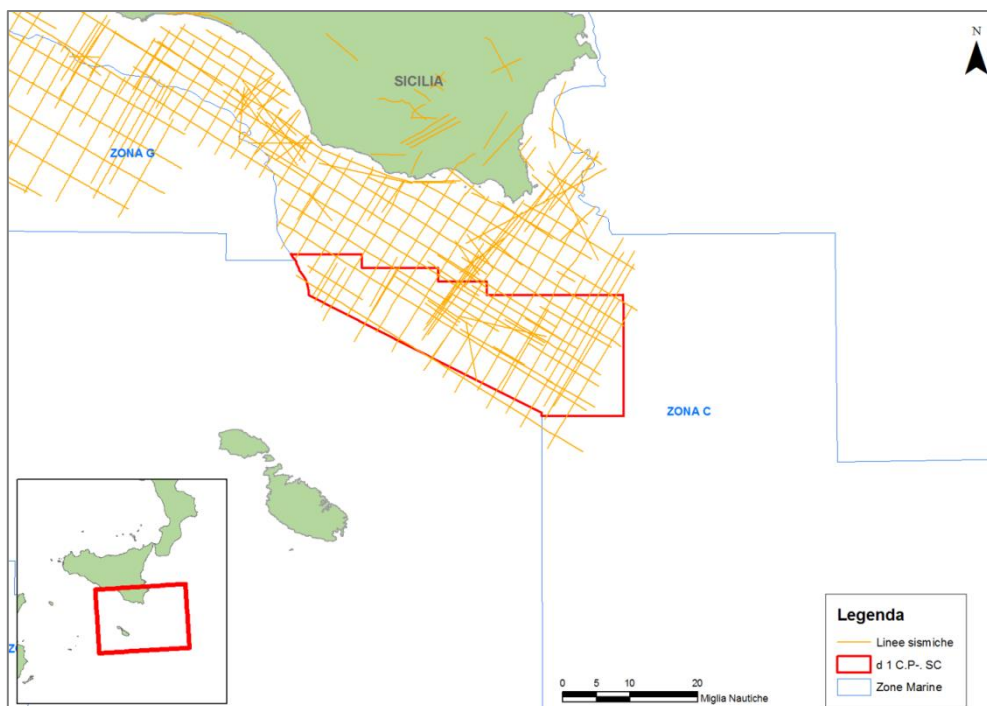 N
SICILIA
ZONA G
ZONA C
Legenda
Linee sismiche
d 1 C.P-. SC
Zone Marine
0 5 10 20
Miglia Nautiche